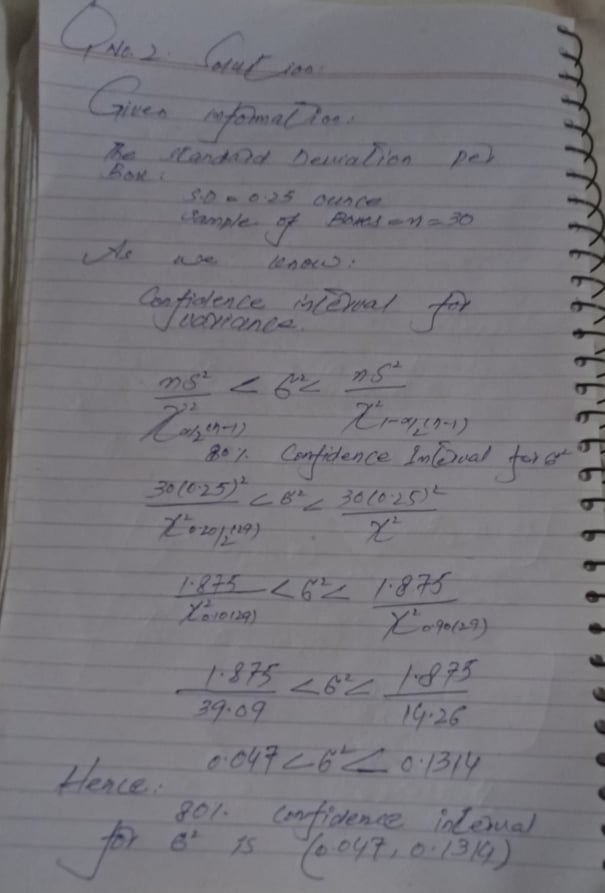 Q No. 2. Solution:
Given information:
The standard Deviation per
Box:
S.D = 0.25 ounce
Sample of Boxes = n = 30
As we know:
Confidence interval for
variance.
nS²/χ²α/2(n-1) < σ² < nS²/χ²1-α/2(n-1)
80% Confidence Interval for σ²
30(0.25)²/χ²0.20/2(29) < σ² < 30(0.25)²/χ²
1.875/χ²0.10(29) < σ² < 1.875/χ²0.90(29)
1.875/39.09 < σ² < 1.875/14.26
0.047 < σ² < 0.1314
Hence:
80% confidence interval
for σ² is (0.047, 0.1314)